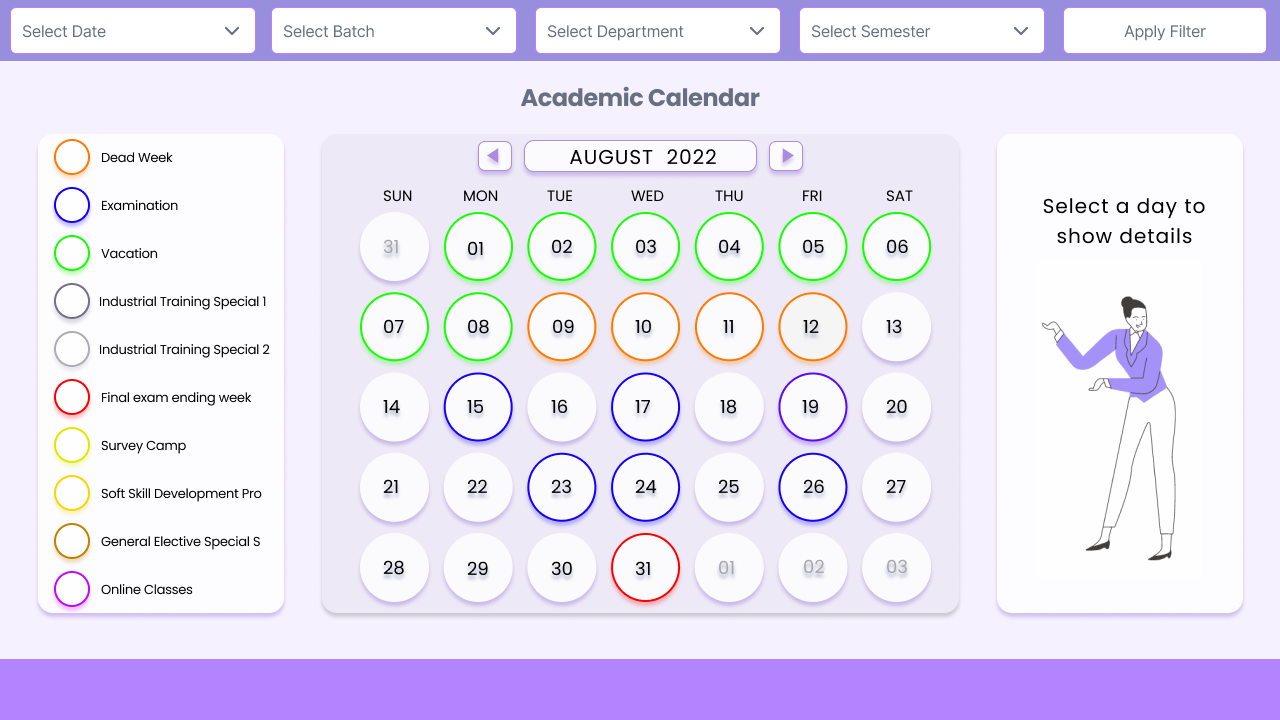 Select Date
Select Batch
Select Department
Select Semester
Apply Filter
Academic Calendar
Dead Week
Examination
Vacation
Industrial Training Special 1
Industrial Training Special 2
Final exam ending week
Survey Camp
Soft Skill Development Pro
General Elective Special S
Online Classes
AUGUST 2022
SUN MON TUE WED THU FRI SAT
31 01 02 03 04 05 06
07 08 09 10 11 12 13
14 15 16 17 18 19 20
21 22 23 24 25 26 27
28 29 30 31 01 02 03
Select a day to
show details